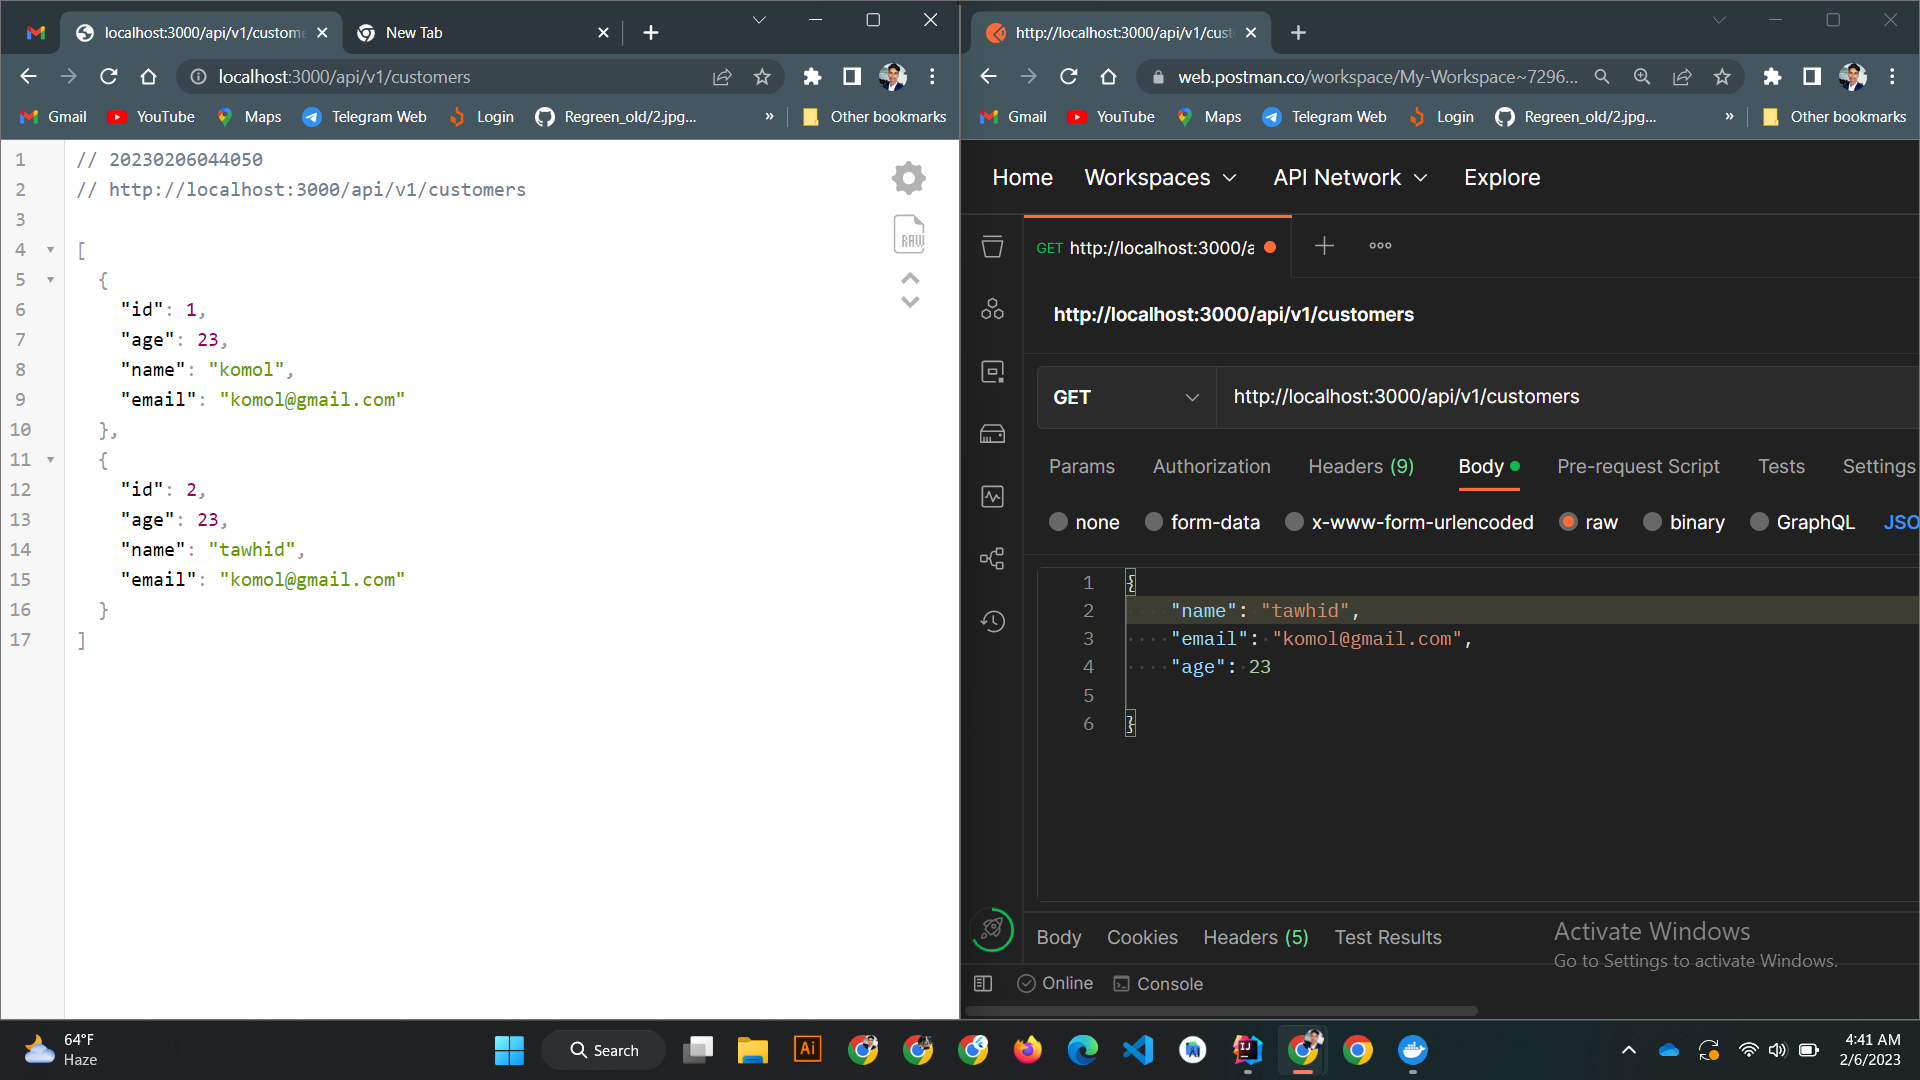 localhost:3000/api/v1/custome
New Tab
localhost:3000/api/v1/customers
Gmail
YouTube
Maps
Telegram Web
Login
Regreen_old/2.jpg...
»
Other bookmarks
1 // 20230206044050
2 // http://localhost:3000/api/v1/customers
3
4 [
5 {
6 "id": 1,
7 "age": 23,
8 "name": "komol",
9 "email": "komol@gmail.com"
10 },
11 {
12 "id": 2,
13 "age": 23,
14 "name": "tawhid",
15 "email": "komol@gmail.com"
16 }
17 ]
RAW
http://localhost:3000/api/v1/cust
web.postman.co/workspace/My-Workspace~7296...
Gmail
YouTube
Maps
Telegram Web
Login
Regreen_old/2.jpg...
»
Other bookmarks
Home
Workspaces
API Network
Explore
GET http://localhost:3000/a
http://localhost:3000/api/v1/customers
GET
http://localhost:3000/api/v1/customers
Params
Authorization
Headers (9)
Body
Pre-request Script
Tests
Settings
none
form-data
x-www-form-urlencoded
raw
binary
GraphQL
JSO
1 {
2 "name": "tawhid",
3 "email": "komol@gmail.com",
4 "age": 23
5
6 }
Body
Cookies
Headers (5)
Test Results
Activate Windows
Go to Settings to activate Windows.
Online
Console
64°F
Haze
Search
Ai
IJ
4:41 AM
2/6/2023